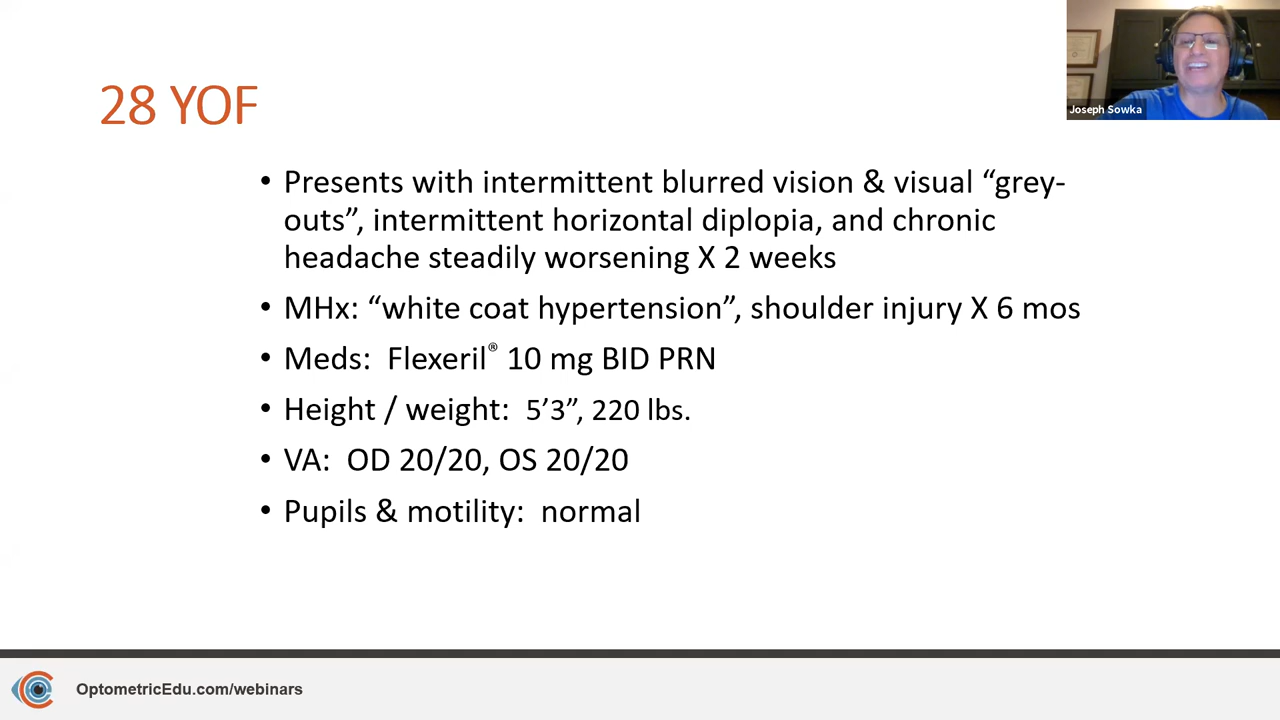 Joseph Sowka
28 YOF
• Presents with intermittent blurred vision & visual “grey-
outs”, intermittent horizontal diplopia, and chronic
headache steadily worsening X 2 weeks
• MHx: “white coat hypertension”, shoulder injury X 6 mos
• Meds: Flexeril® 10 mg BID PRN
• Height / weight: 5’3”, 220 lbs.
• VA: OD 20/20, OS 20/20
• Pupils & motility: normal
OptometricEdu.com/webinars